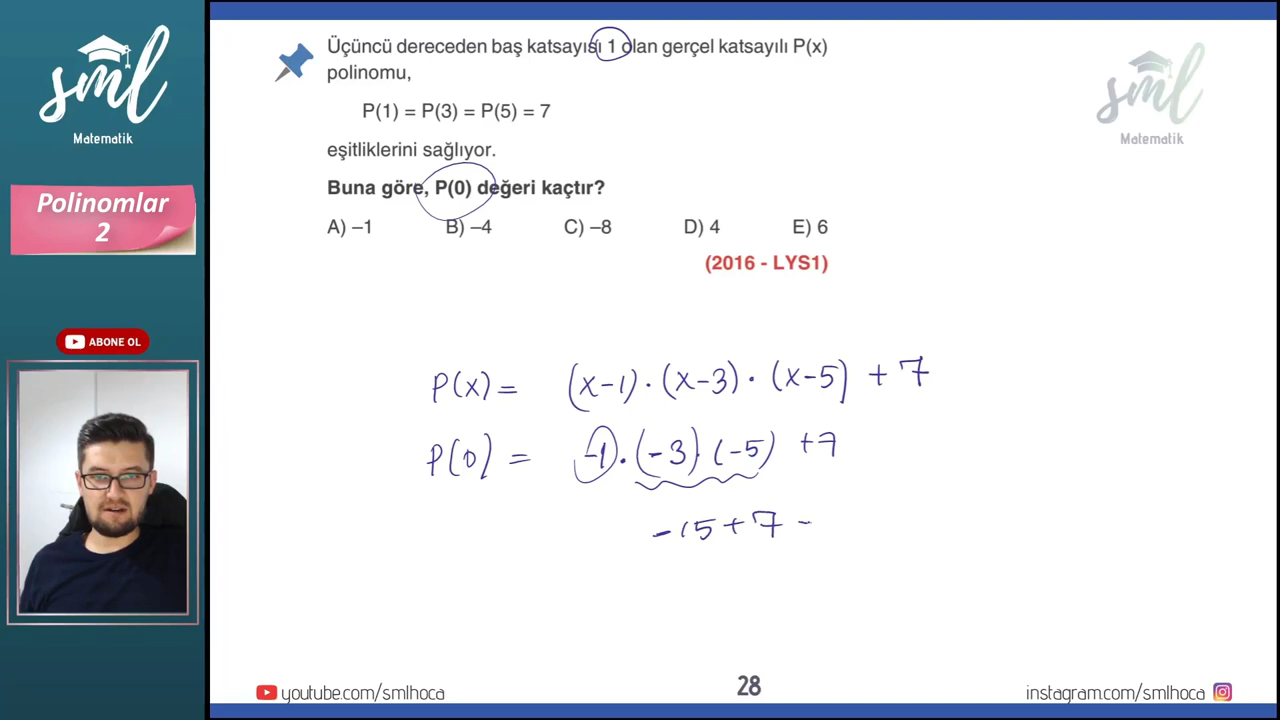 sml
Matematik
Polinomlar
2
ABONE OL
Üçüncü dereceden baş katsayısı 1 olan gerçel katsayılı P(x)
polinomu,
P(1) = P(3) = P(5) = 7
eşitliklerini sağlıyor.
Buna göre, P(0) değeri kaçtır?
A) –1 B) –4 C) –8 D) 4 E) 6
(2016 - LYS1)
sml
Matematik
P(x) = (x-1) · (x-3) · (x-5) + 7
P(0) = -1 · (-3) · (-5) +7
-15 + 7 -
youtube.com/smlhoca
28
instagram.com/smlhoca